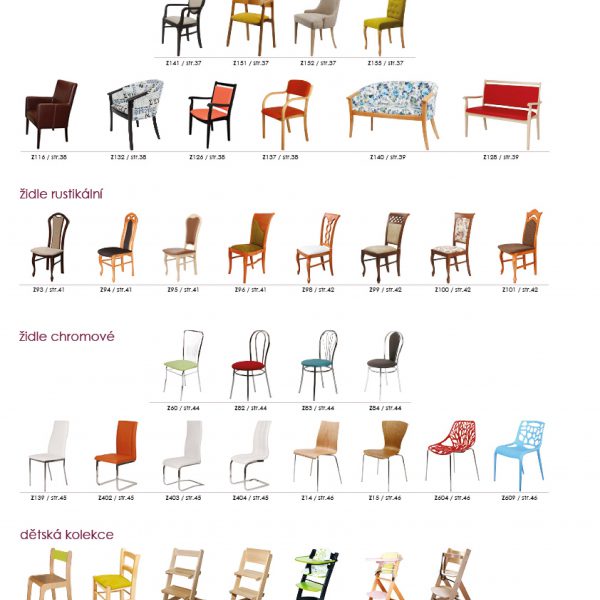 Z141 / str.37 Z151 / str.37 Z152 / str.37 Z155 / str.37
Z116 / str.38 Z132 / str.38 Z126 / str.38 Z137 / str.38 Z140 / str.39 Z128 / str.39
židle rustikální
Z93 / str.41 Z94 / str.41 Z95 / str.41 Z96 / str.42 Z98 / str.42 Z99 / str.42 Z100 / str.42 Z101 / str.42
židle chromové
Z60 / str.44 Z82 / str.44 Z83 / str.44 Z84 / str.44
Z139 / str.45 Z402 / str.45 Z403 / str.45 Z404 / str.45 Z14 / str.46 Z15 / str.46 Z604 / str.46 Z609 / str.46
dětská kolekce